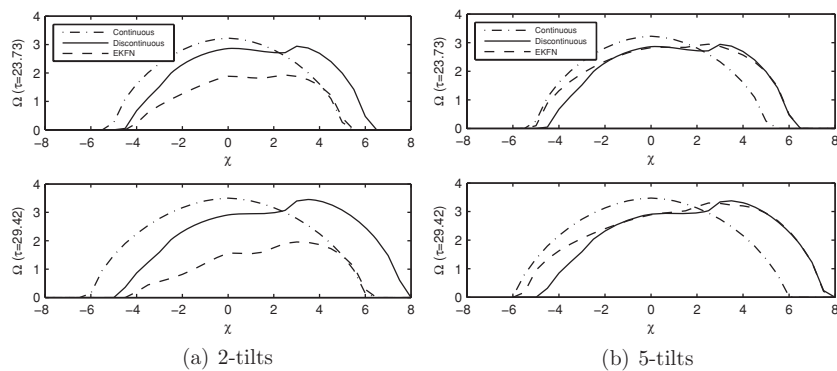 4
3
2
1
0
Ω (τ=23.73)
Continuous
Discontinuous
EKFN
−8 −6 −4 −2 0 2 4 6 8
χ
4
3
2
1
0
Ω (τ=29.42)
−8 −6 −4 −2 0 2 4 6 8
χ
(a) 2-tilts
4
3
2
1
0
Ω (τ=23.73)
Continuous
Discontinuous
EKFN
−8 −6 −4 −2 0 2 4 6 8
χ
4
3
2
1
0
Ω (τ=29.42)
−8 −6 −4 −2 0 2 4 6 8
χ
(b) 5-tilts